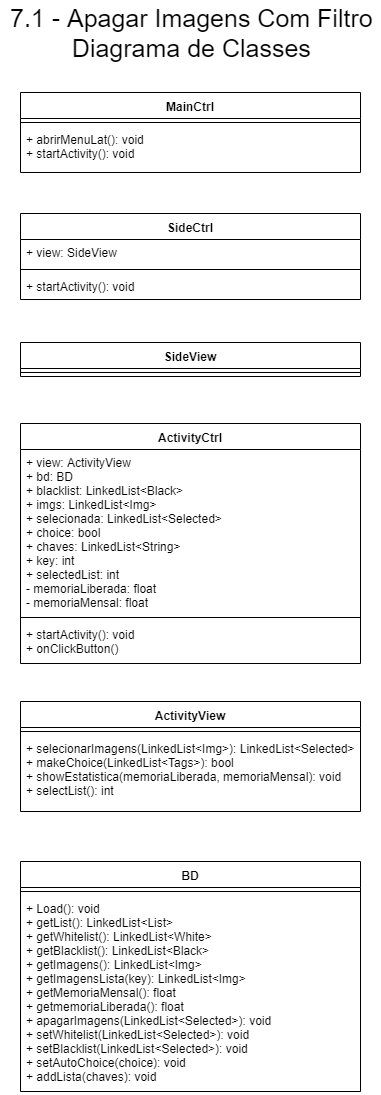 7.1 - Apagar Imagens Com Filtro
Diagrama de Classes
MainCtrl
+ abrirMenuLat(): void
+ startActivity(): void
SideCtrl
+ view: SideView
+ startActivity(): void
SideView
ActivityCtrl
+ view: ActivityView
+ bd: BD
+ blacklist: LinkedList<Black>
+ imgs: LinkedList<Img>
+ selecionada: LinkedList<Selected>
+ choice: bool
+ chaves: LinkedList<String>
+ key: int
+ selectedList: int
- memoriaLiberada: float
- memoriaMensal: float
+ startActivity(): void
+ onClickButton()
ActivityView
+ selecionarImagens(LinkedList<Img>): LinkedList<Selected>
+ makeChoice(LinkedList<Tags>): bool
+ showEstatistica(memoriaLiberada, memoriaMensal): void
+ selectList(): int
BD
+ Load(): void
+ getList(): LinkedList<List>
+ getWhitelist(): LinkedList<White>
+ getBlacklist(): LinkedList<Black>
+ getImagens(): LinkedList<Img>
+ getImagensLista(key): LinkedList<Img>
+ getMemoriaMensal(): float
+ getmemoriaLiberada(): float
+ apagarImagens(LinkedList<Selected>): void
+ setWhitelist(LinkedList<Selected>): void
+ setBlacklist(LinkedList<Selected>): void
+ setAutoChoice(choice): void
+ addLista(chaves): void